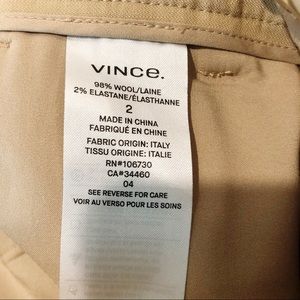 VINCE.
98% WOOL/LAINE
2% ELASTANE/ÉLASTHANNE
2
MADE IN CHINA
FABRIQUÉ EN CHINE
FABRIC ORIGIN: ITALY
TISSU ORIGINE: ITALIE
RN#106730
CA#34460
04
SEE REVERSE FOR CARE
VOIR AU VERSO POUR LES SOINS